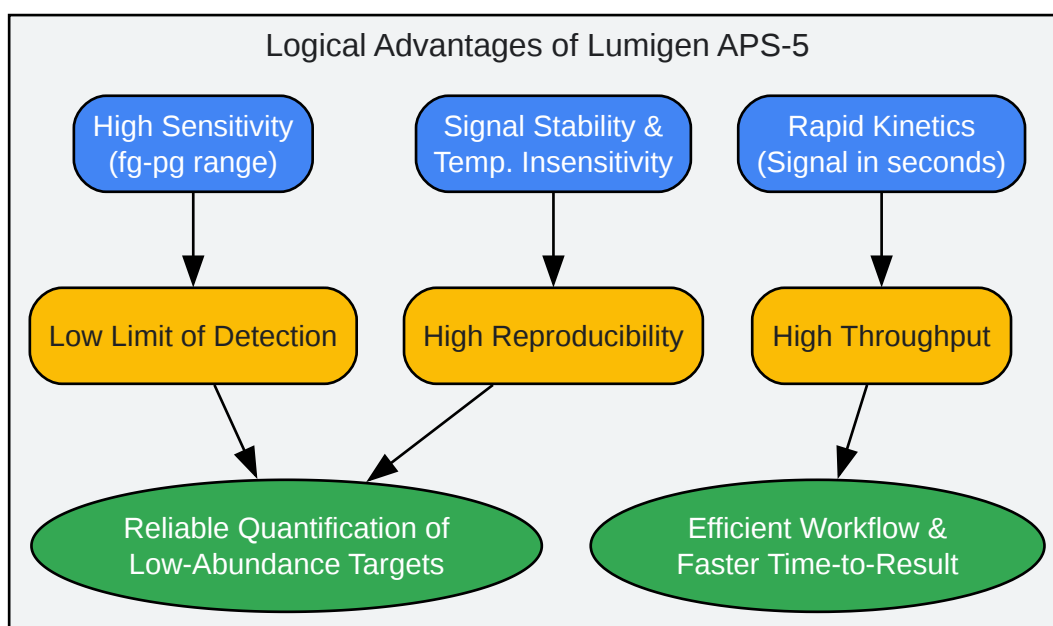 Logical Advantages of Lumigen APS-5
High Sensitivity
(fg-pg range)
Signal Stability &
Temp. Insensitivity
Rapid Kinetics
(Signal in seconds)
Low Limit of Detection
High Reproducibility
High Throughput
Reliable Quantification of
Low-Abundance Targets
Efficient Workflow &
Faster Time-to-Result